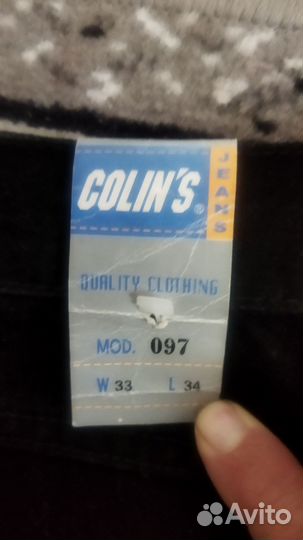 COLIN'S®
JEANS
QUALITY CLOTHING
MOD. 097
W 33 L 34
Avito